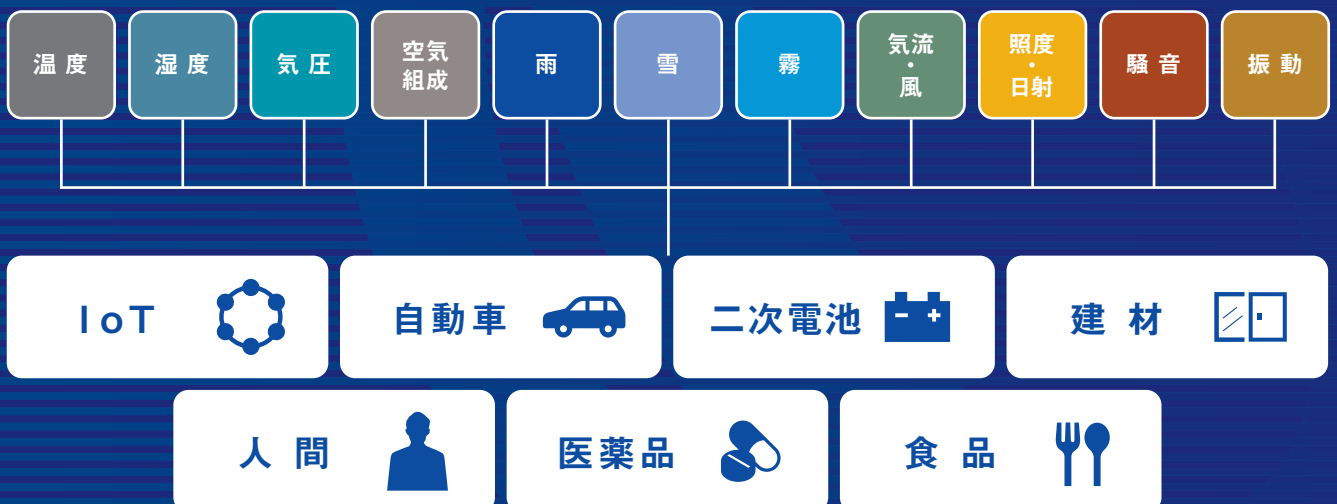 温度
湿度
気圧
空気
組成
雨
雪
霧
気流
・
風
照度
・
日射
騒音
振動
IoT
自動車
二次電池
建材
人間
医薬品
食品